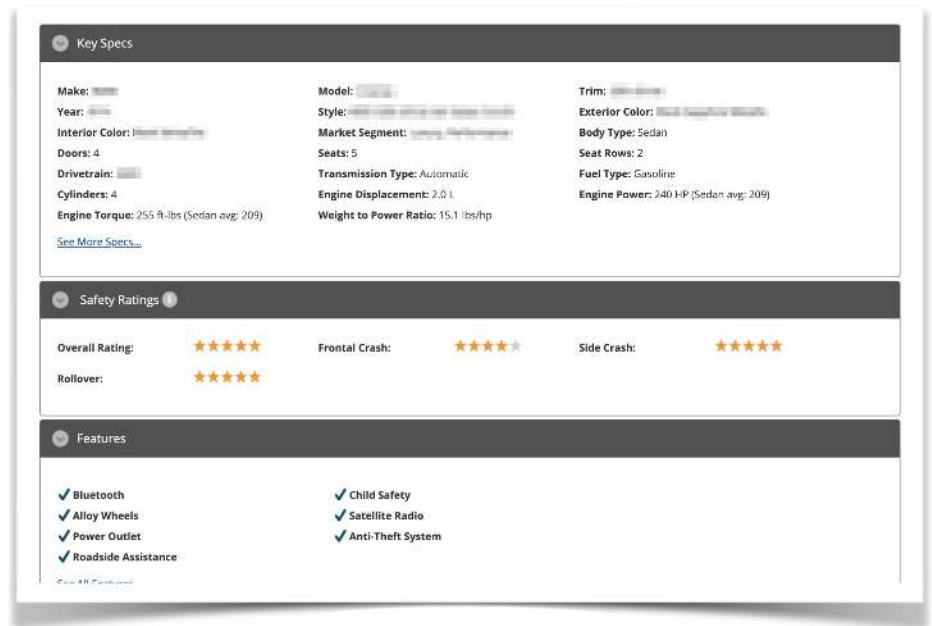 Key Specs
Make: Model: Trim:
Year: Style: Exterior Color:
Interior Color: Market Segment: Body Type: Sedan
Doors: 4 Seats: 5 Seat Rows: 2
Drivetrain: Transmission Type: Automatic Fuel Type: Gasoline
Cylinders: 4 Engine Displacement: 2.0 L Engine Power: 240 HP (Sedan avg: 209)
Engine Torque: 255 ft-lbs (Sedan avg: 209) Weight to Power Ratio: 15.1 lbs/hp
See More Specs...
Safety Ratings
Overall Rating: Frontal Crash: Side Crash:
Rollover:
Features
Bluetooth Child Safety
Alloy Wheels Satellite Radio
Power Outlet Anti-Theft System
Roadside Assistance
See All Features